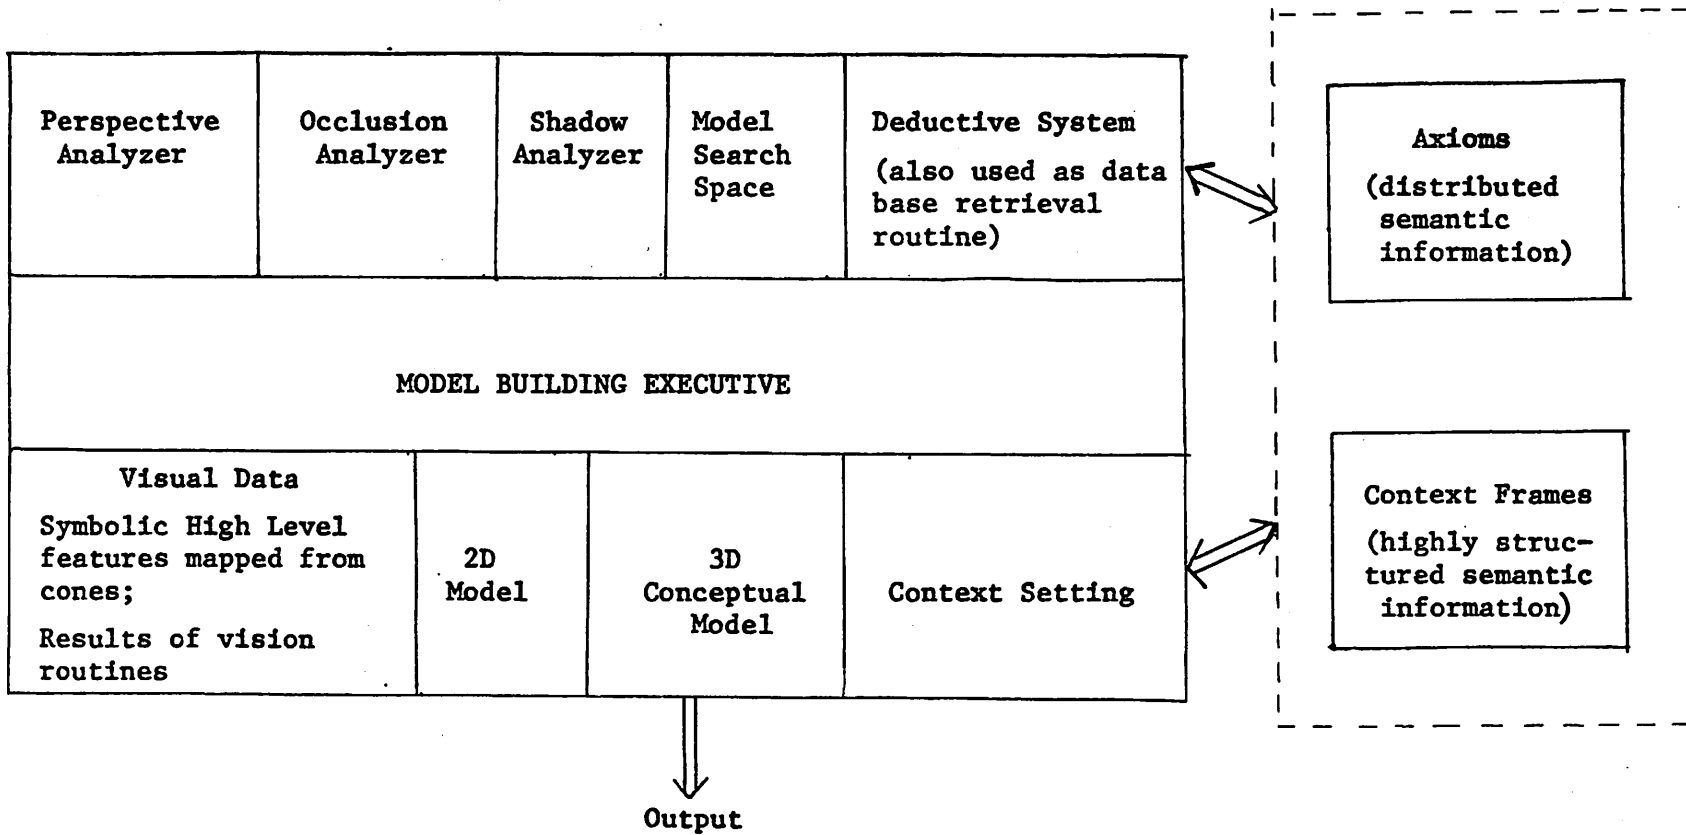 Perspective
Analyzer
Occlusion
Analyzer
Shadow
Analyzer
Model
Search
Space
Deductive System
(also used as data
base retrieval
routine)
Axioms
(distributed
semantic
information)
MODEL BUILDING EXECUTIVE
Visual Data
Symbolic High Level
features mapped from
cones;
Results of vision
routines
2D
Model
3D
Conceptual
Model
Context Setting
Context Frames
(highly struc-
tured semantic
information)
Output